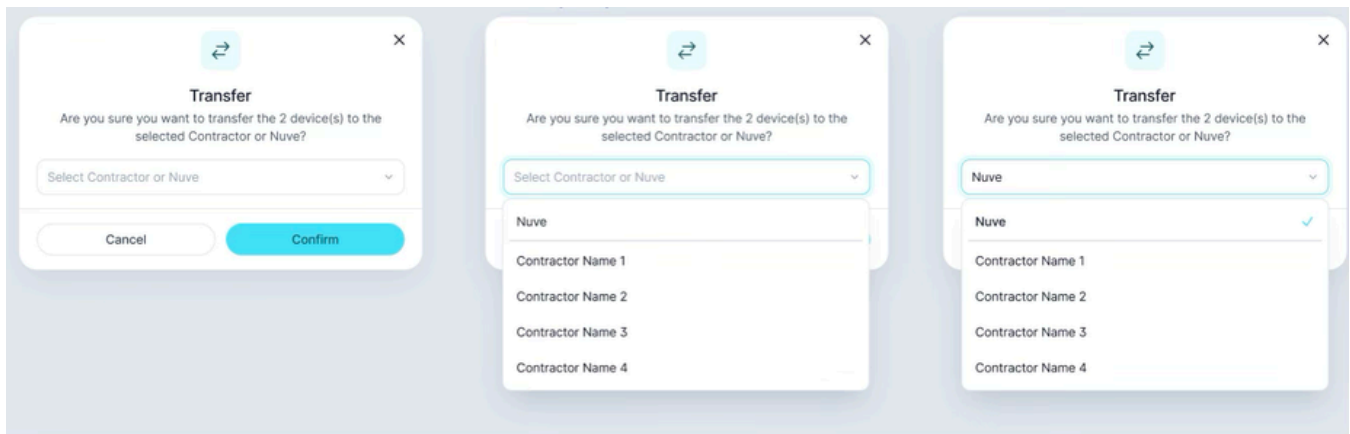 Transfer
Are you sure you want to transfer the 2 device(s) to the
selected Contractor or Nuve?
Select Contractor or Nuve
Cancel
Confirm
Transfer
Are you sure you want to transfer the 2 device(s) to the
selected Contractor or Nuve?
Select Contractor or Nuve
Nuve
Contractor Name 1
Contractor Name 2
Contractor Name 3
Contractor Name 4
Transfer
Are you sure you want to transfer the 2 device(s) to the
selected Contractor or Nuve?
Nuve
Nuve
Contractor Name 1
Contractor Name 2
Contractor Name 3
Contractor Name 4